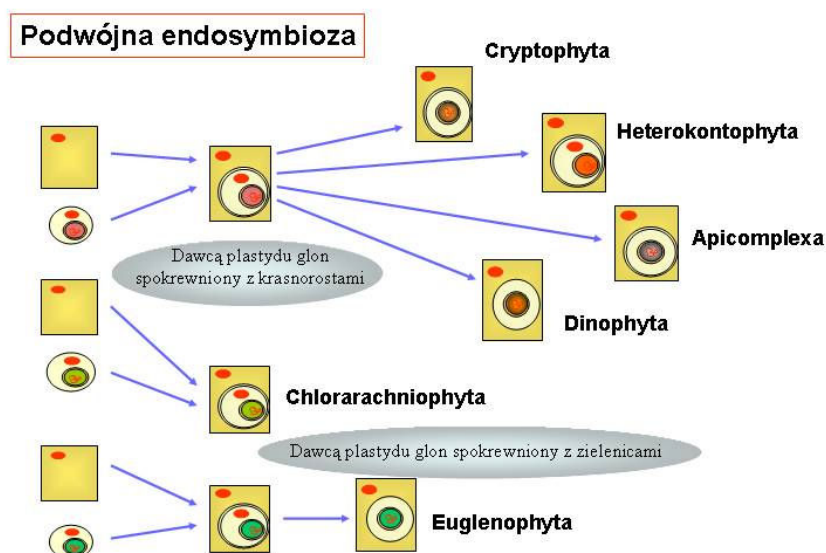 Podwójna endosymbioza
Cryptophyta
Heterokontophyta
Apicomplexa
Dawcą plastydu glon
spokrewniony z krasnorostami
Dinophyta
Chlorarachniophyta
Dawcą plastydu glon spokrewniony z zielenicami
Euglenophyta